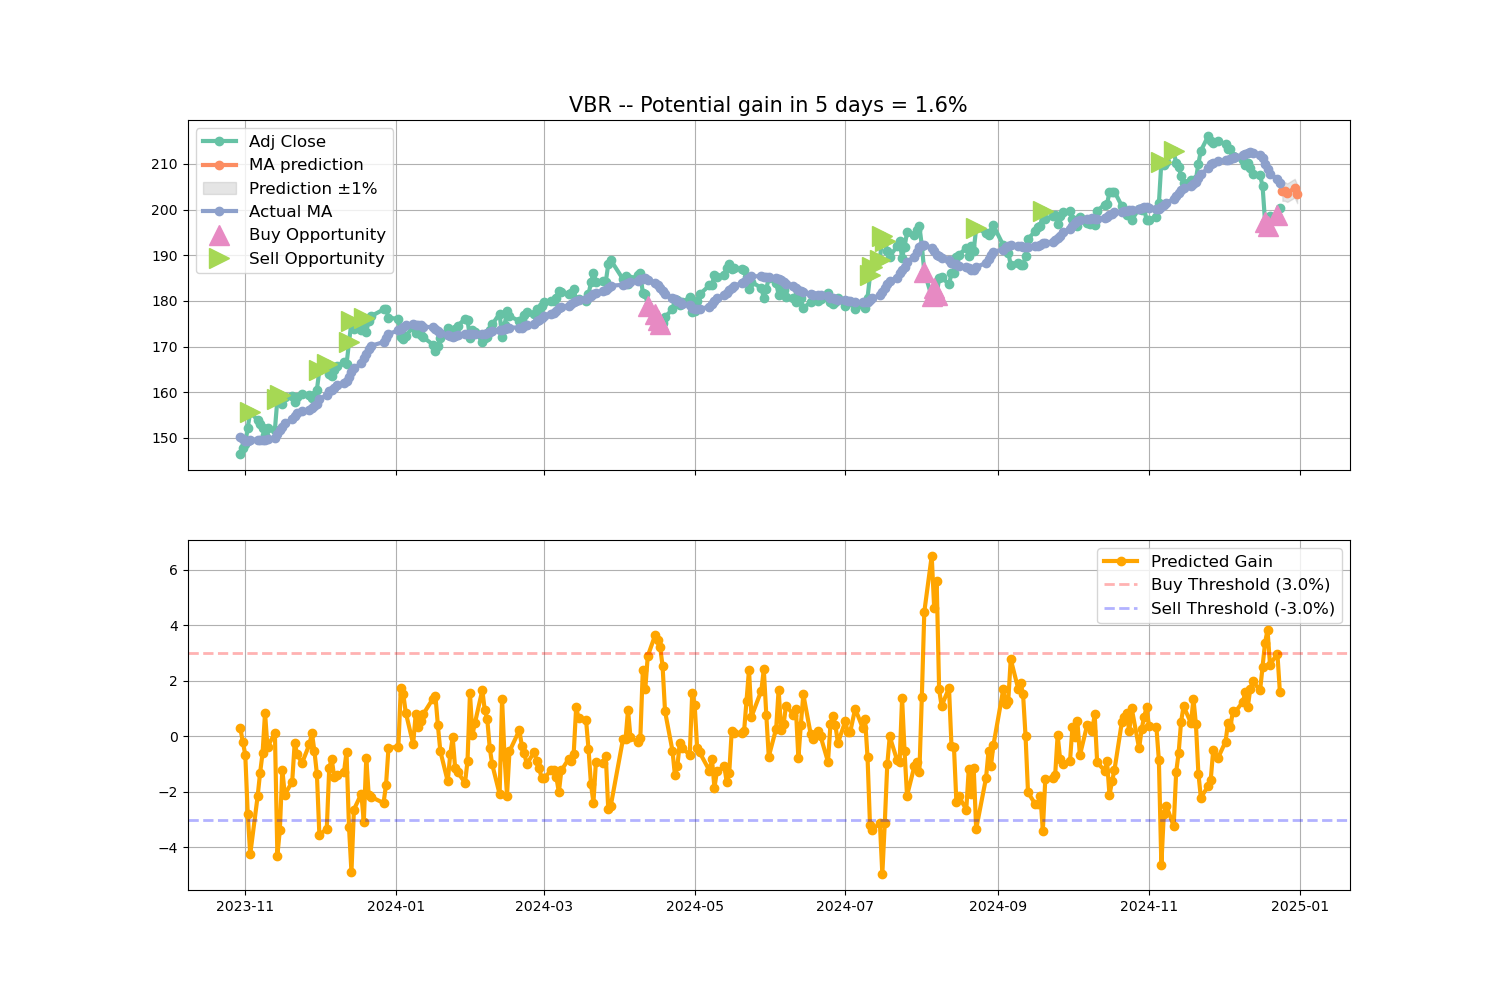 VBR -- Potential gain in 5 days = 1.6%
Adj Close
MA prediction
Prediction ±1%
Actual MA
Buy Opportunity
Sell Opportunity
210
200
190
180
170
160
150
Predicted Gain
Buy Threshold (3.0%)
Sell Threshold (-3.0%)
6
4
2
0
−2
−4
2023-11 2024-01 2024-03 2024-05 2024-07 2024-09 2024-11 2025-01